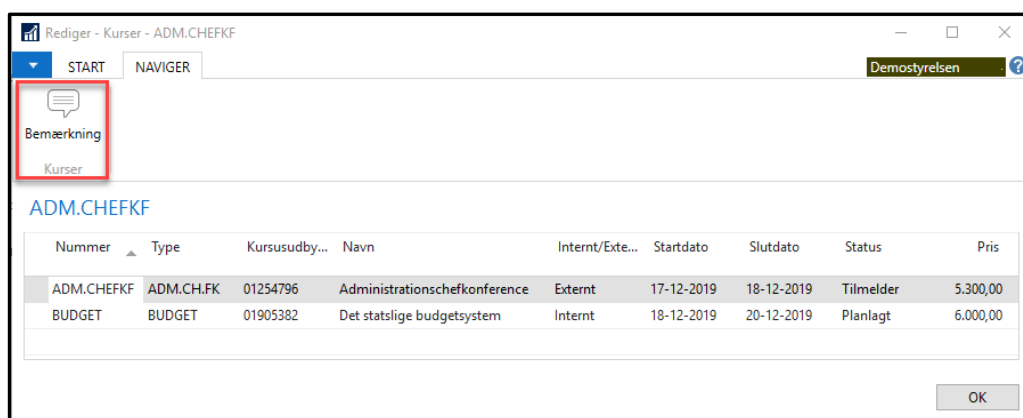 Rediger - Kurser - ADM.CHEFKF
START NAVIGER Demostyrelsen ?
Bemærkning
Kurser
ADM.CHEFKF
Nummer Type Kursusudby... Navn Internt/Exte... Startdato Slutdato Status Pris
ADM.CHEFKF ADM.CH.FK 01254796 Administrationschefkonference Externt 17-12-2019 18-12-2019 Tilmelder 5.300,00
BUDGET BUDGET 01905382 Det statslige budgetsystem Internt 18-12-2019 20-12-2019 Planlagt 6.000,00
OK